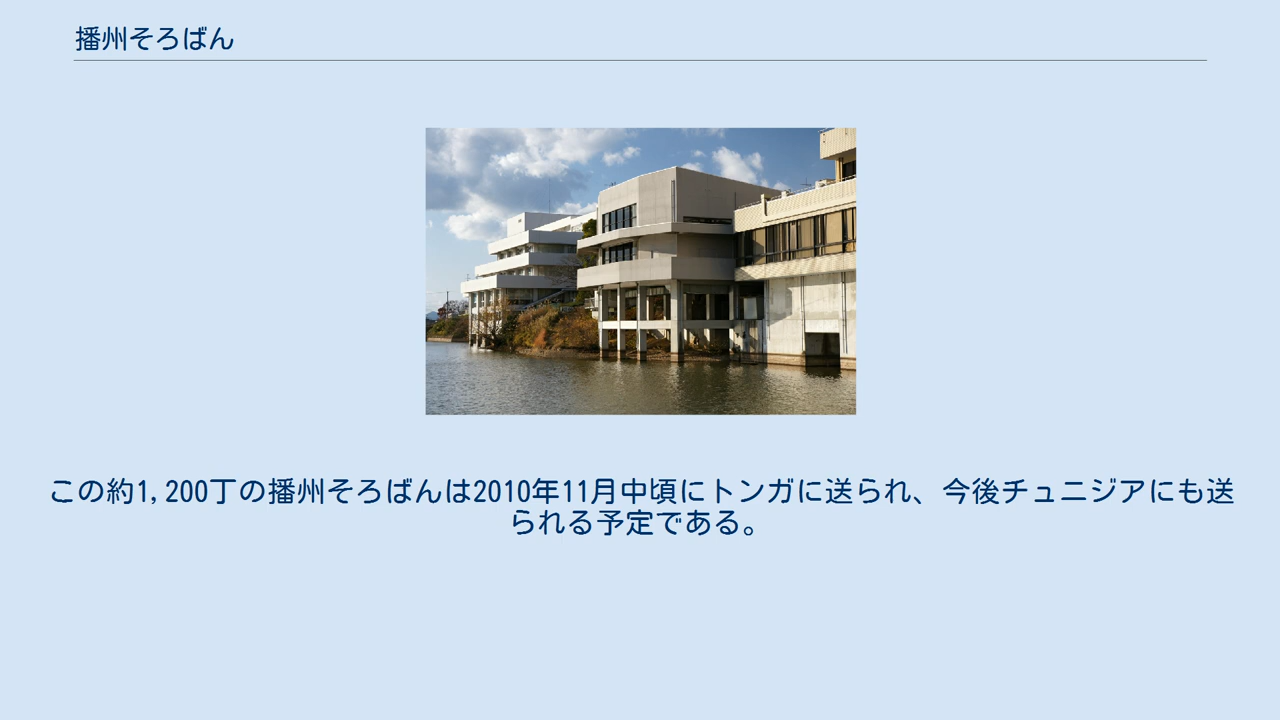 播州そろばん
この約1,200丁の播州そろばんは2010年11月中頃にトンガに送られ、今後チュニジアにも送
られる予定である。